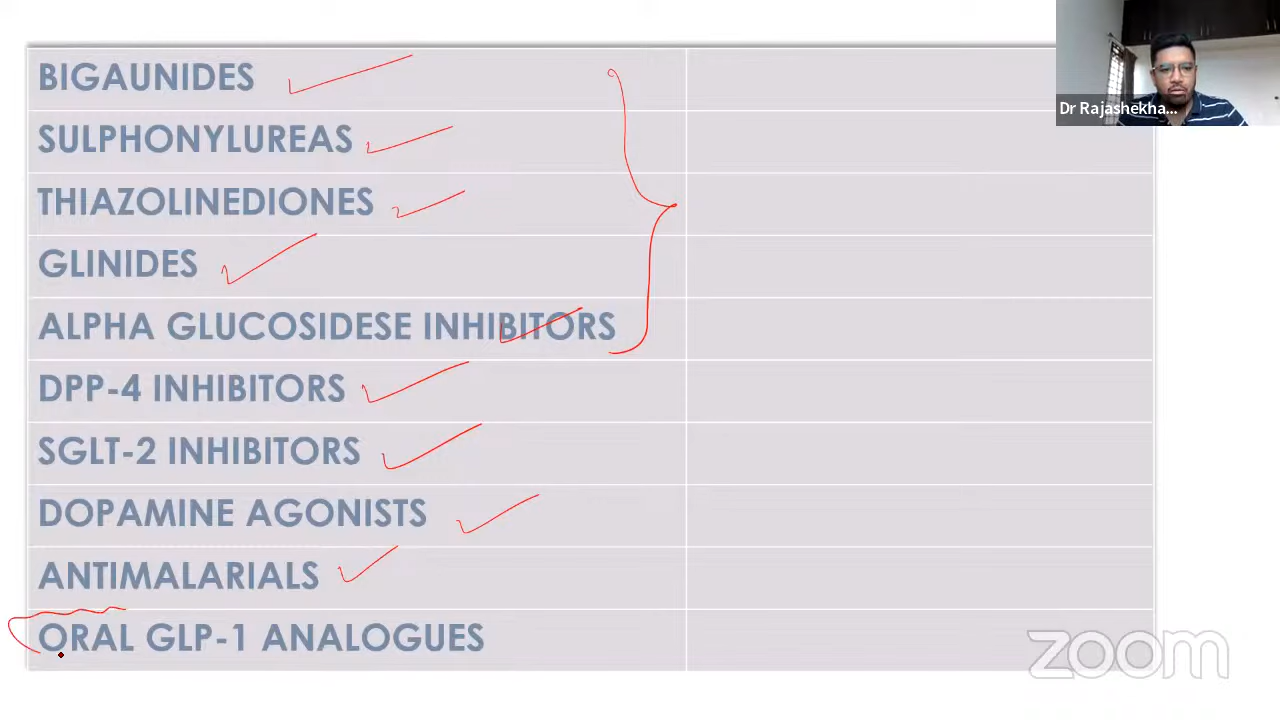 BIGAUNIDES
SULPHONYLUREAS
THIAZOLINEDIONES
GLINIDES
ALPHA GLUCOSIDESE INHIBITORS
DPP-4 INHIBITORS
SGLT-2 INHIBITORS
DOPAMINE AGONISTS
ANTIMALARIALS
ORAL GLP-1 ANALOGUES
Dr Rajashekha...
zoom